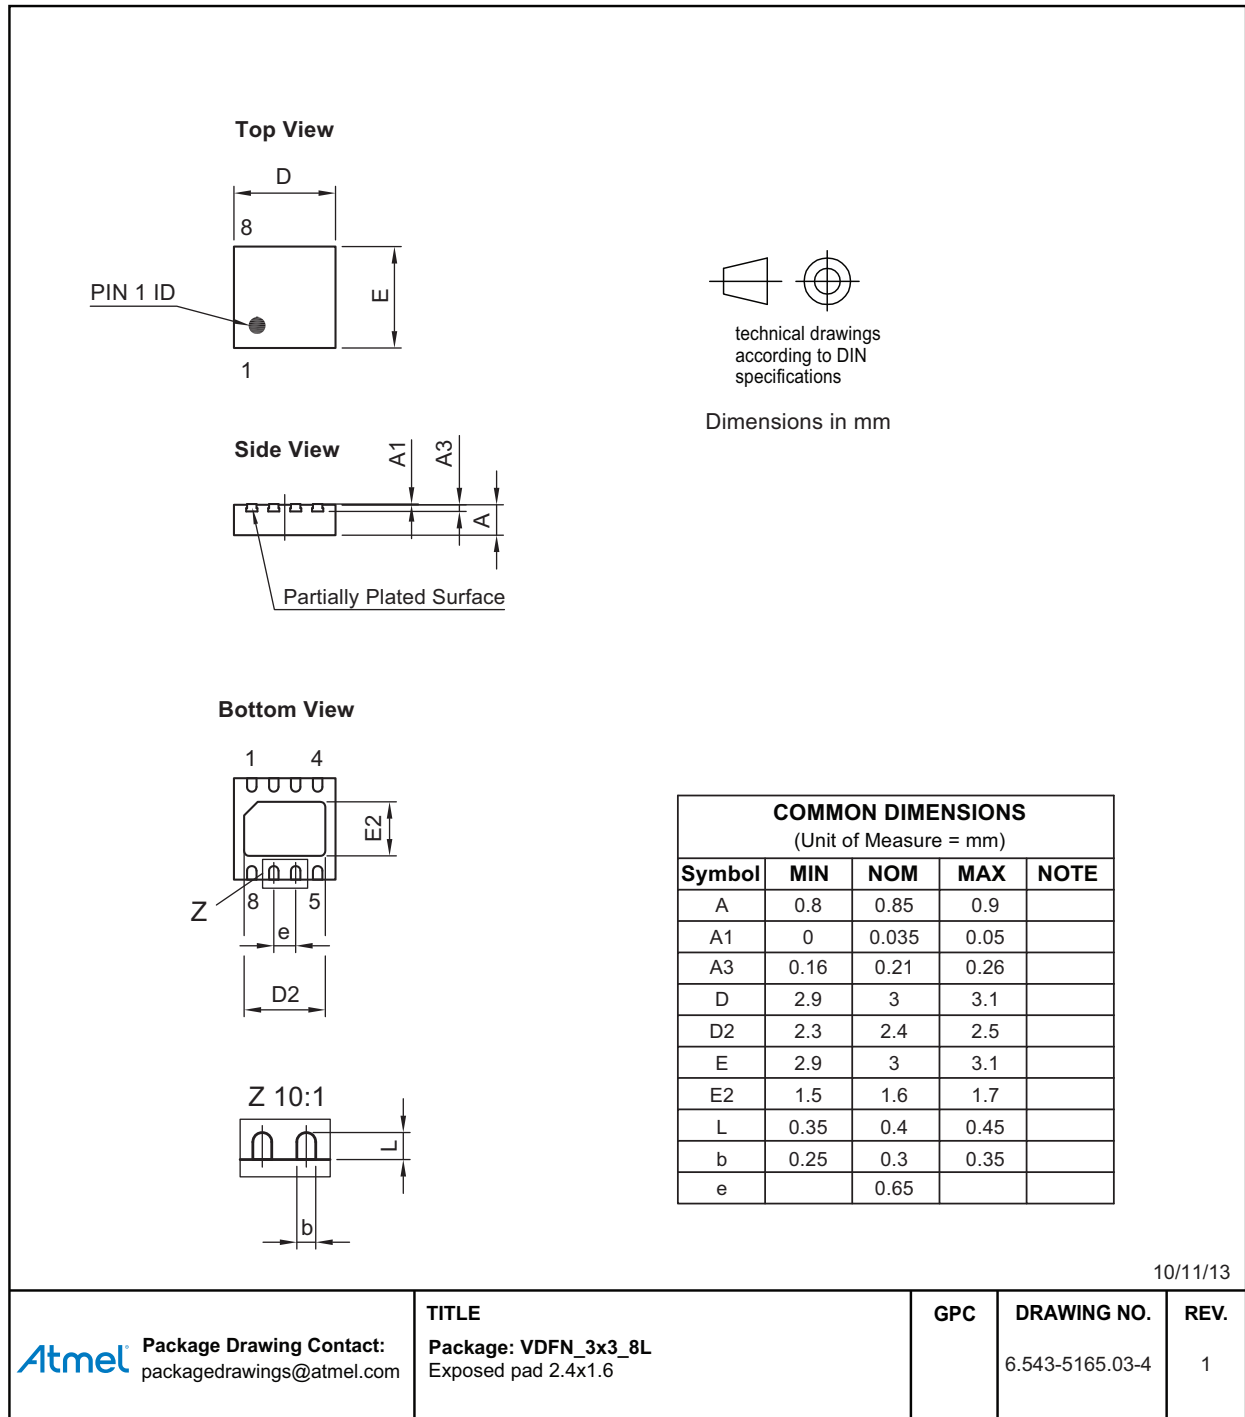 Top View
D
8
PIN 1 ID
E
1
technical drawings
according to DIN
specifications
Dimensions in mm
Side View
A1
A3
A
Partially Plated Surface
Bottom View
1 4
E2
Z
8 5
e
D2
Z 10:1
L
b
COMMON DIMENSIONS
(Unit of Measure = mm)
Symbol MIN NOM MAX NOTE
A 0.8 0.85 0.9
A1 0 0.035 0.05
A3 0.16 0.21 0.26
D 2.9 3 3.1
D2 2.3 2.4 2.5
E 2.9 3 3.1
E2 1.5 1.6 1.7
L 0.35 0.4 0.45
b 0.25 0.3 0.35
e 0.65
10/11/13
Atmel
Package Drawing Contact:
packagedrawings@atmel.com
TITLE
Package: VDFN_3x3_8L
Exposed pad 2.4x1.6
GPC
DRAWING NO.
6.543-5165.03-4
REV.
1